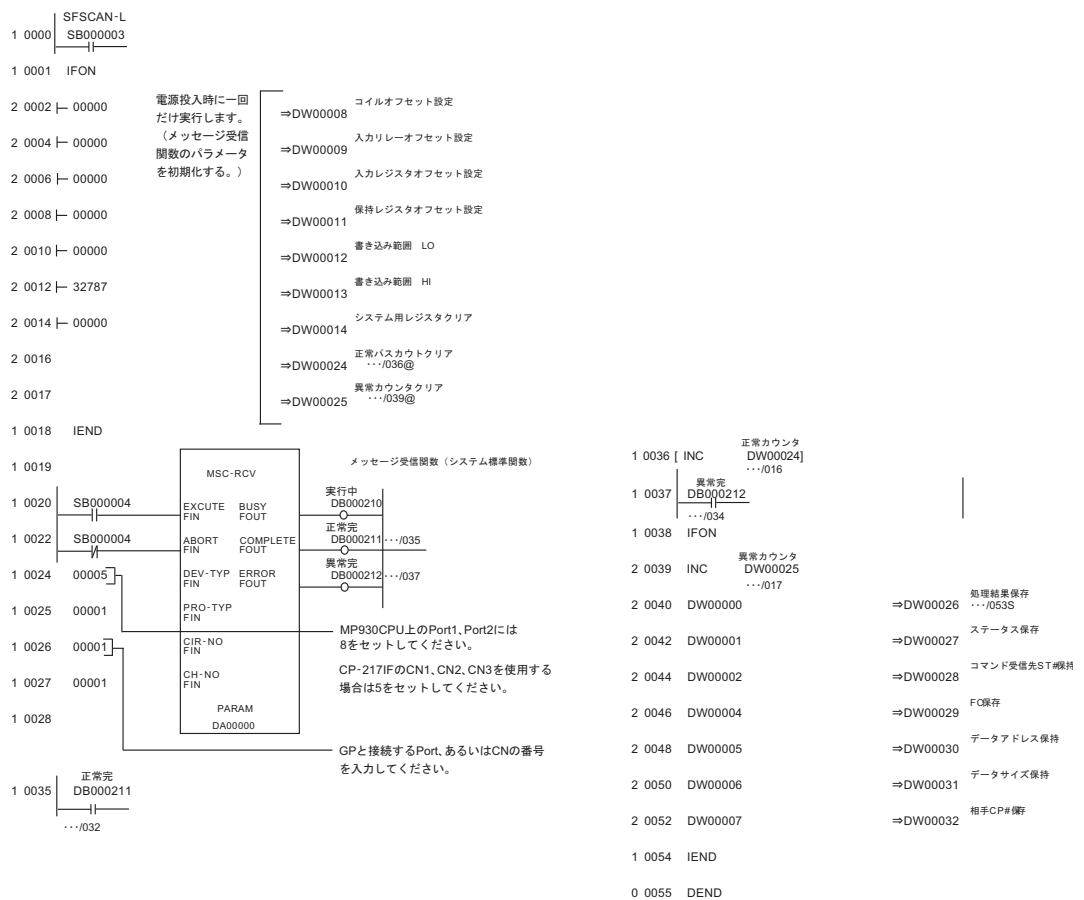 SFSCAN-L
1 0000 SB000003
1 0001 IFON
2 0002 00000 ⇒DW00008 コイルオフセット設定
2 0004 00000 ⇒DW00009 入力リレーオフセット設定
2 0006 00000 ⇒DW00010 入力レジスタオフセット設定
2 0008 00000 ⇒DW00011 保持レジスタオフセット設定
2 0010 00000 ⇒DW00012 書き込み範囲 LO
2 0012 32787 ⇒DW00013 書き込み範囲 HI
2 0014 00000 ⇒DW00014 システム用レジスタクリア
2 0016 ⇒DW00024 正常パスカウトクリア
･･･/036@
2 0017 ⇒DW00025 異常カウンタクリア
･･･/039@
電源投入時に一回
だけ実行します。
（メッセージ受信
関数のパラメータ
を初期化する。）
1 0018 IEND
1 0019
MSC-RCV
メッセージ受信関数（システム標準関数）
1 0020 SB000004
EXCUTE BUSY
FIN FOUT
実行中
DB000210
1 0022 SB000004
ABORT COMPLETE
FIN FOUT
正常完
DB000211･･･/035
1 0024 00005
DEV-TYP ERROR
FIN FOUT
異常完
DB000212･･･/037
1 0025 00001
PRO-TYP
FIN
1 0026 00001
CIR-NO
FIN
1 0027 00001
CH-NO
FIN
1 0028
PARAM
DA00000
MP930CPU上のPort1、Port2には
8をセットしてください。
CP-217IFのCN1、CN2、CN3を使用する
場合は5をセットしてください。
GPと接続するPort、あるいはCNの番号
を入力してください。
正常完
1 0035 DB000211
･･･/032
正常カウンタ
1 0036 [ INC DW00024]
･･･/016
異常完
1 0037 DB000212
･･･/034
1 0038 IFON
異常カウンタ
2 0039 INC DW00025
･･･/017
2 0040 DW00000 ⇒DW00026 処理結果保存
･･･/053S
2 0042 DW00001 ⇒DW00027 ステータス保存
2 0044 DW00002 ⇒DW00028 コマンド受信先ST#保持
2 0046 DW00004 ⇒DW00029 FC保存
2 0048 DW00005 ⇒DW00030 データアドレス保持
2 0050 DW00006 ⇒DW00031 データサイズ保持
2 0052 DW00007 ⇒DW00032 相手CP#保存
1 0054 IEND
0 0055 DEND